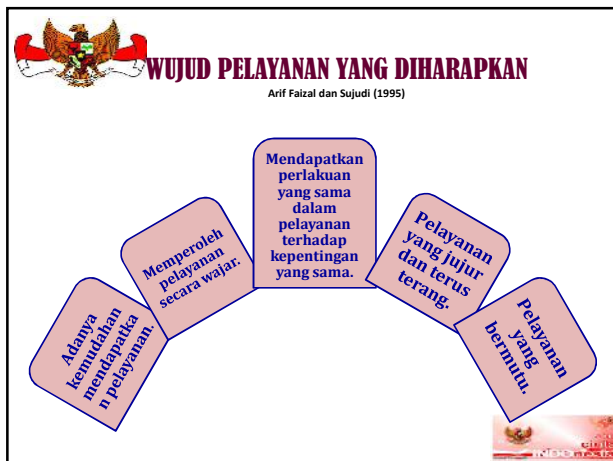 WUJUD PELAYANAN YANG DIHARAPKAN
Arif Faizal dan Sujudi (1995)
Adanya
kemudahan
mendapatka
n pelayanan.
Memperoleh
pelayanan
secara wajar.
Mendapatkan
perlakuan
yang sama
dalam
pelayanan
terhadap
kepentingan
yang sama.
Pelayanan
yang jujur
dan terus
terang.
Pelayanan
yang
bermutu.
INDONESIA